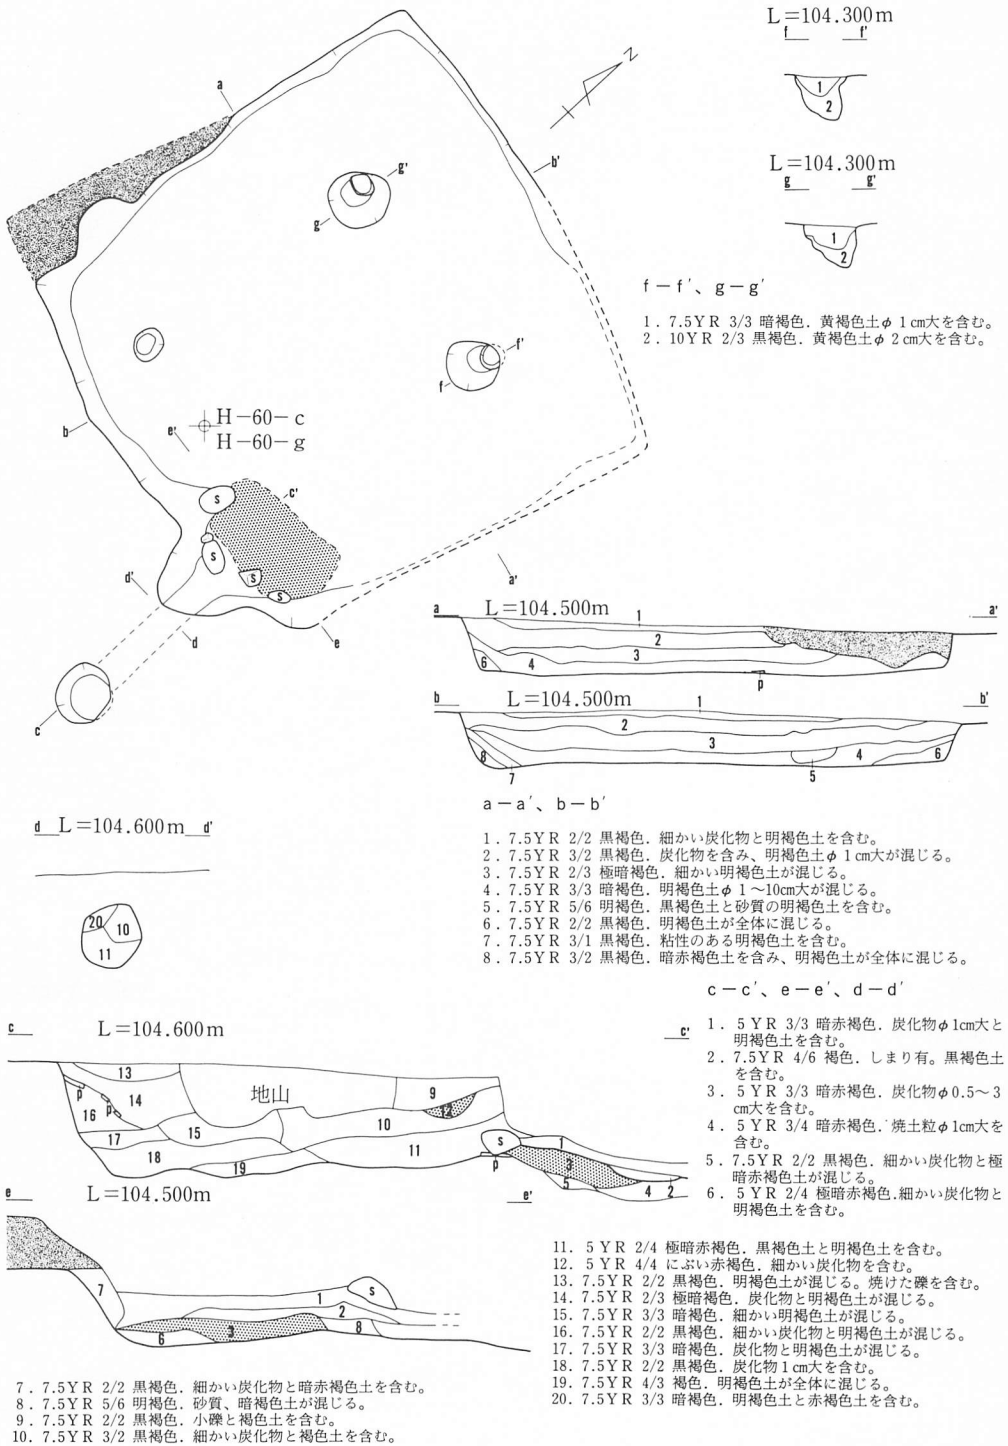 L=104.300m
f f'
1
2
L=104.300m
g g'
1
2
f-f'、g-g'
1. 7.5YR 3/3 暗褐色. 黄褐色土φ1cm大を含む。
2. 10YR 2/3 黒褐色. 黄褐色土φ2cm大を含む。
a
N
b'
g'
g
f'
f
b
e'
H-60-c
H-60-g
c'
S
S
S
S
d'
d
e
a'
c
a L=104.500m a'
1
2
3
4
6
p
b L=104.500m b'
1
2
3
4
5
6
7
8
a-a'、b-b'
1. 7.5YR 2/2 黒褐色. 細かい炭化物と明褐色土を含む。
2. 7.5YR 3/2 黒褐色. 炭化物を含み、明褐色土φ1cm大が混じる。
3. 7.5YR 2/3 極暗褐色. 細かい明褐色土が混じる。
4. 7.5YR 3/3 暗褐色. 明褐色土φ1~10cm大が混じる。
5. 7.5YR 5/6 明褐色. 黒褐色土と砂質の明褐色土を含む。
6. 7.5YR 2/2 黒褐色. 明褐色土が全体に混じる。
7. 7.5YR 3/1 黒褐色. 粘性のある明褐色土を含む。
8. 7.5YR 3/2 黒褐色. 暗赤褐色土を含み、明褐色土が全体に混じる。
d L=104.600m d'
20 10
11
c L=104.600m c'
13
p
p
16
14
地山
9
12
15
10
17
18
19
11
S
p
1
3
5
4
2
e L=104.500m e'
7
1
S
2
6
3
8
c-c'、e-e'、d-d'
1. 5YR 3/3 暗赤褐色. 炭化物φ1cm大と
明褐色土を含む。
2. 7.5YR 4/6 褐色. しまり有。黒褐色土
を含む。
3. 5YR 3/3 暗赤褐色. 炭化物φ0.5~3
cm大を含む。
4. 5YR 3/4 暗赤褐色. 焼土粒φ1cm大を
含む。
5. 7.5YR 2/2 黒褐色. 細かい炭化物と極
暗赤褐色土が混じる。
6. 5YR 2/4 極暗赤褐色.細かい炭化物と
明褐色土を含む。
7. 7.5YR 2/2 黒褐色. 細かい炭化物と暗赤褐色土を含む。
8. 7.5YR 5/6 明褐色. 砂質、暗褐色土が混じる。
9. 7.5YR 2/2 黒褐色. 小礫と褐色土を含む。
10. 7.5YR 3/2 黒褐色. 細かい炭化物と褐色土を含む。
11. 5YR 2/4 極暗赤褐色. 黒褐色土と明褐色土を含む。
12. 5YR 4/4 にぶい赤褐色. 細かい炭化物を含む。
13. 7.5YR 2/2 黒褐色. 明褐色土が混じる。焼けた礫を含む。
14. 7.5YR 2/3 極暗褐色. 炭化物と明褐色土が混じる。
15. 7.5YR 3/3 暗褐色. 細かい明褐色土が混じる。
16. 7.5YR 2/2 黒褐色. 細かい炭化物と明褐色土が混じる。
17. 7.5YR 3/3 暗褐色. 炭化物と明褐色土が混じる。
18. 7.5YR 2/2 黒褐色. 炭化物1cm大を含む。
19. 7.5YR 4/3 褐色. 明褐色土が全体に混じる。
20. 7.5YR 3/3 暗褐色. 明褐色土と赤褐色土を含む。